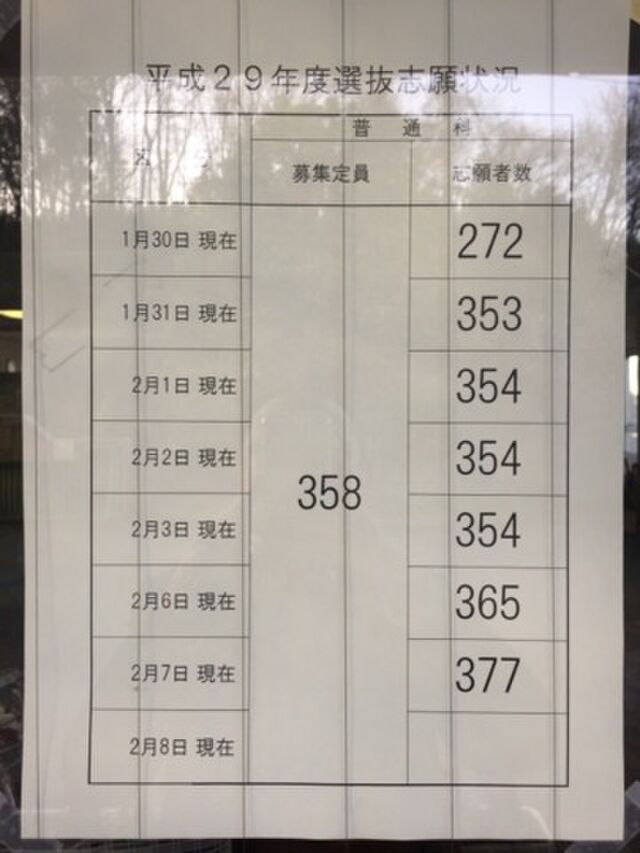 平成29年度選抜志願状況
普 通 科
募集定員 志願者数
1月30日 現在 272
1月31日 現在 353
2月1日 現在 354
2月2日 現在 354
358
2月3日 現在 354
2月6日 現在 365
2月7日 現在 377
2月8日 現在